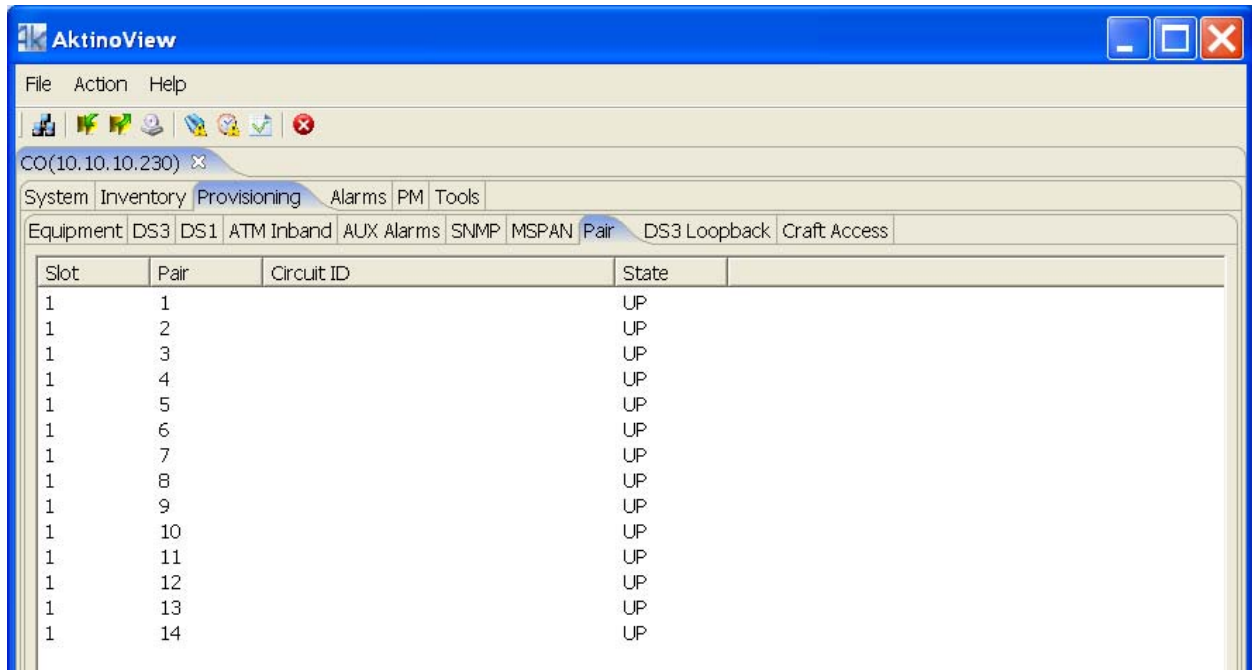 AktinoView
File Action Help
CO(10.10.10.230)
System Inventory Provisioning Alarms PM Tools
Equipment DS3 DS1 ATM Inband AUX Alarms SNMP MSPAN Pair DS3 Loopback Craft Access
Slot Pair Circuit ID State
1 1 UP
1 2 UP
1 3 UP
1 4 UP
1 5 UP
1 6 UP
1 7 UP
1 8 UP
1 9 UP
1 10 UP
1 11 UP
1 12 UP
1 13 UP
1 14 UP